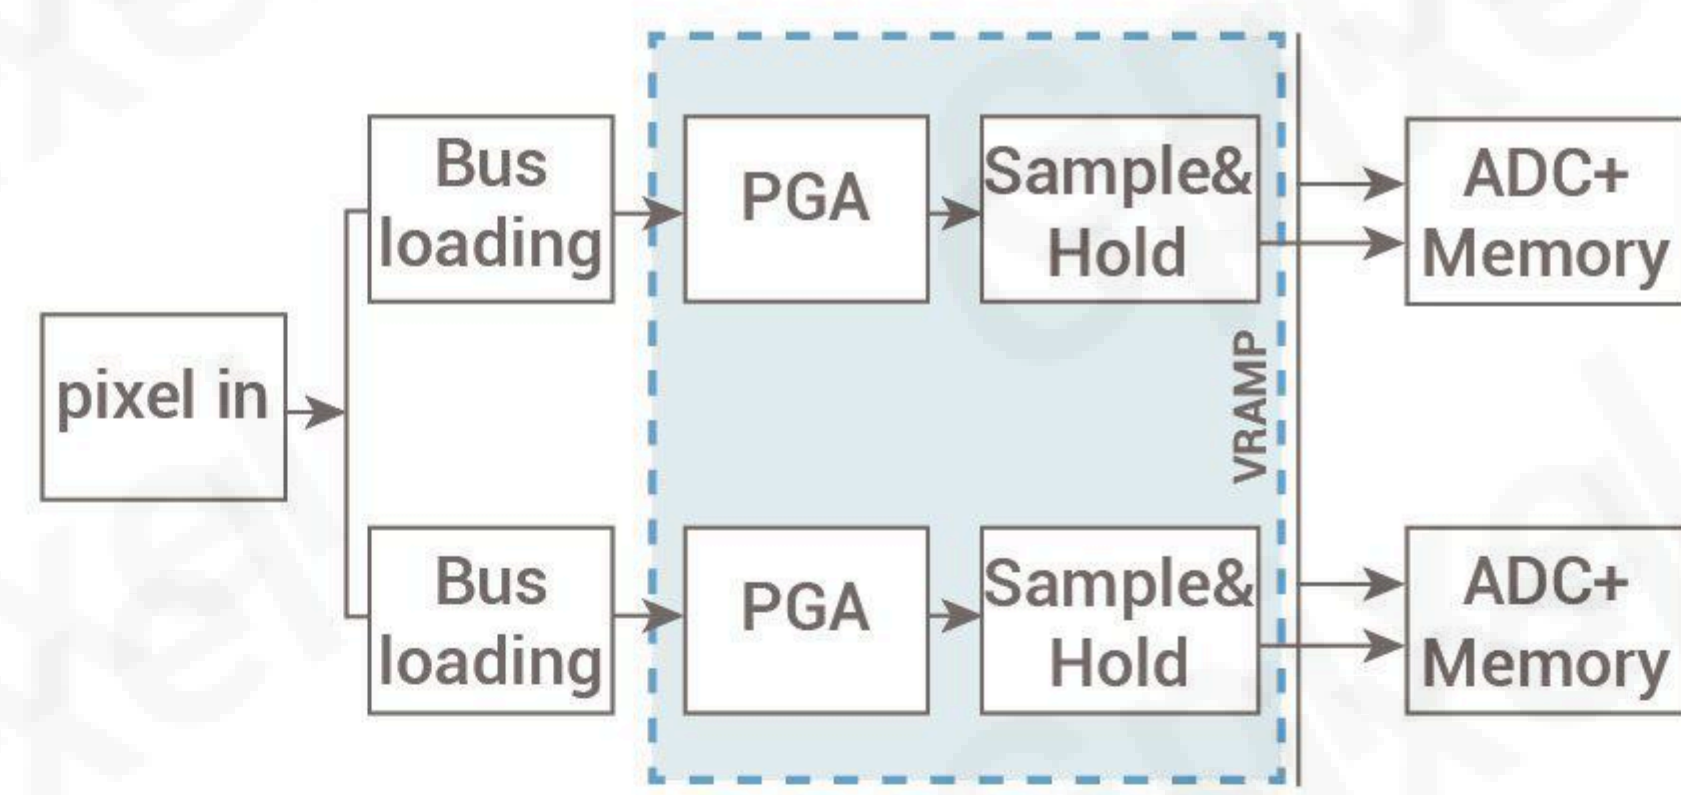 Bus
loading
PGA
Sample&
Hold
ADC+
Memory
pixel in
VRAMP
Bus
loading
PGA
Sample&
Hold
ADC+
Memory